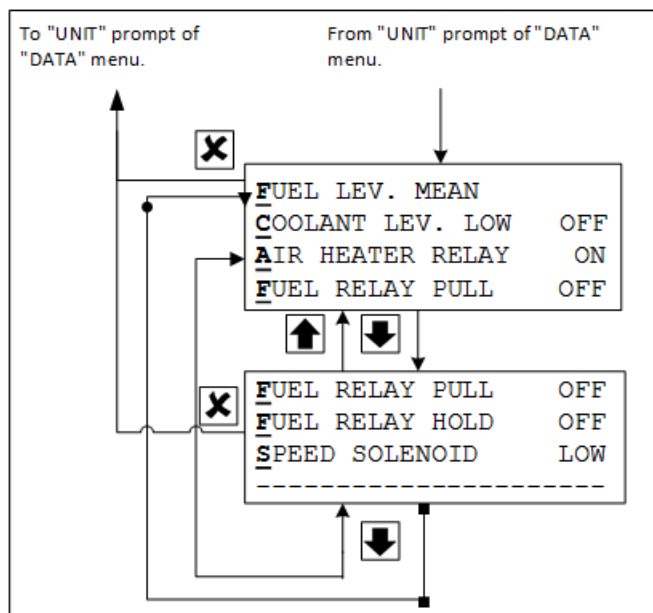 To "UNIT" prompt of
"DATA" menu.
From "UNIT" prompt of "DATA"
menu.
FUEL LEV. MEAN
COOLANT LEV. LOW OFF
AIR HEATER RELAY ON
FUEL RELAY PULL OFF
FUEL RELAY PULL OFF
FUEL RELAY HOLD OFF
SPEED SOLENOID LOW
----------------------